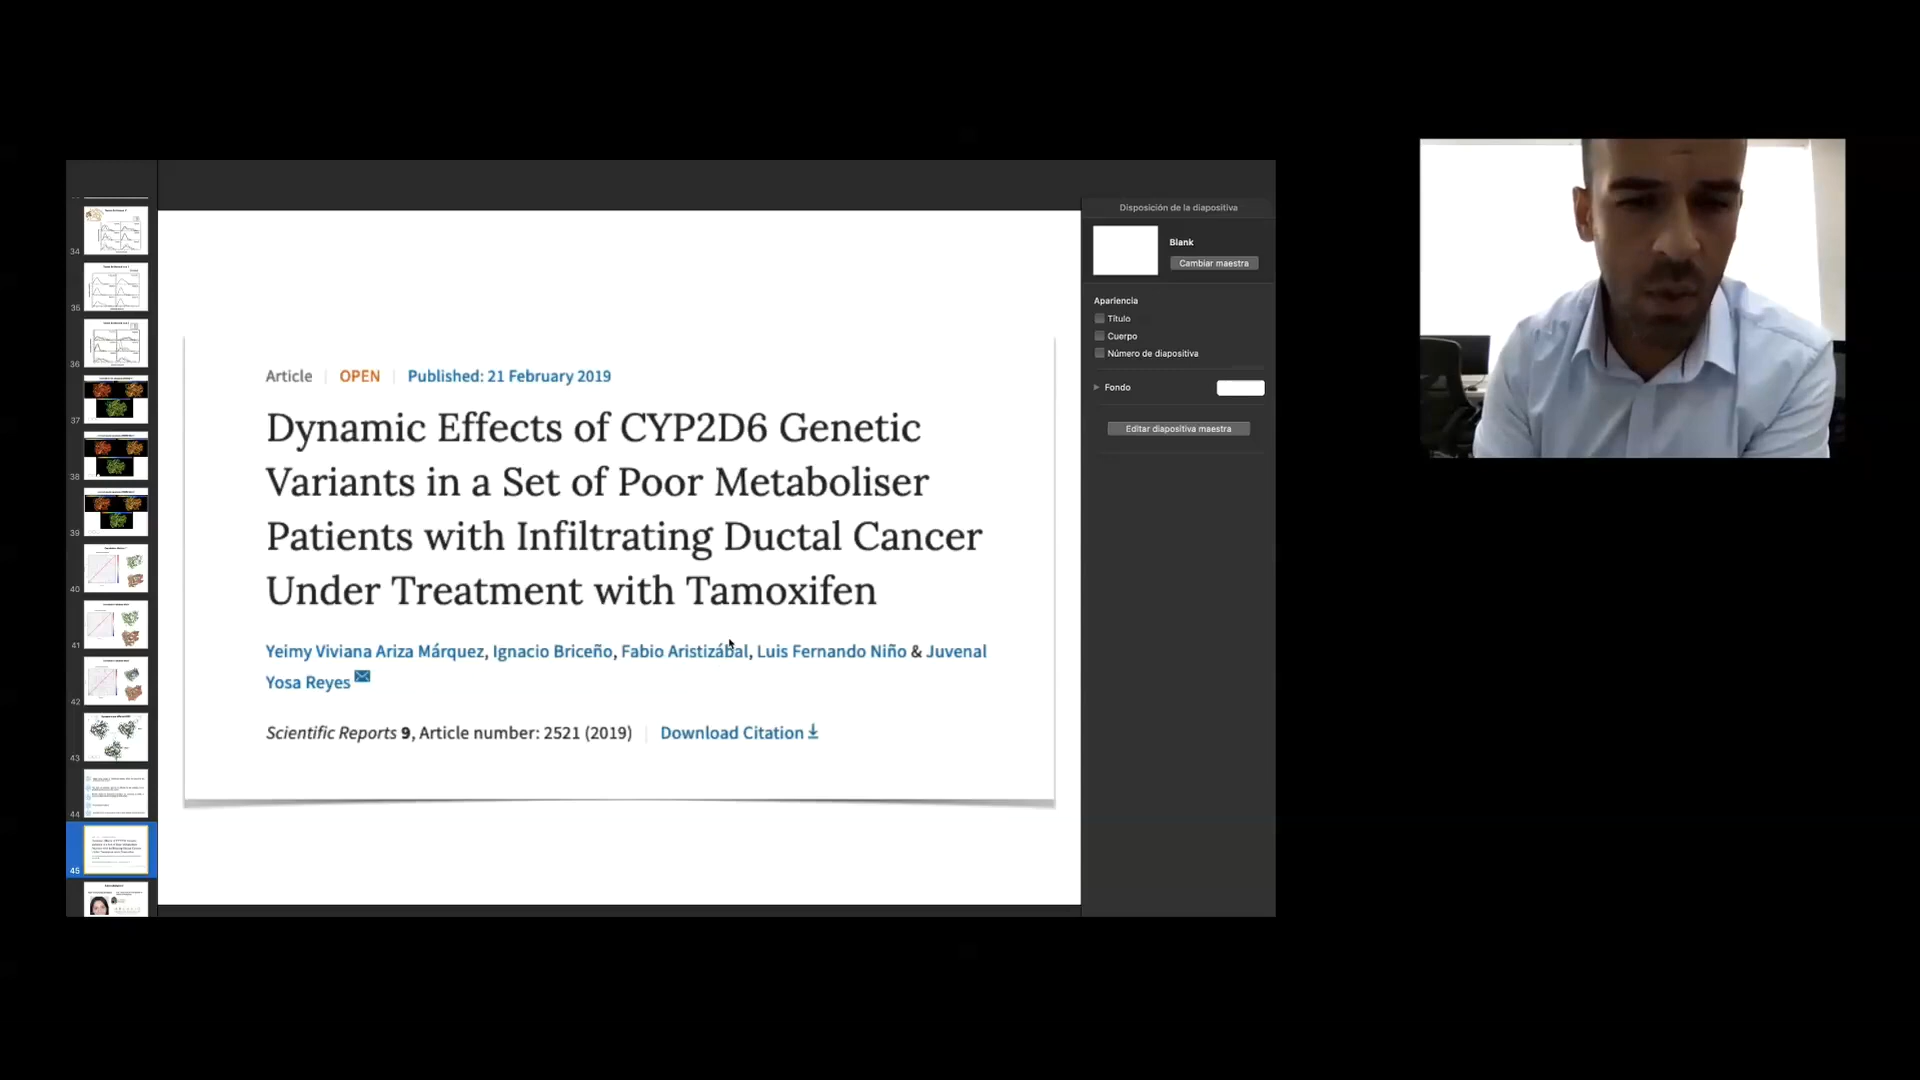 34
35
36
37
38
39
40
41
42
43
44
45
Article | OPEN | Published: 21 February 2019
Dynamic Effects of CYP2D6 Genetic
Variants in a Set of Poor Metaboliser
Patients with Infiltrating Ductal Cancer
Under Treatment with Tamoxifen
Yeimy Viviana Ariza Márquez, Ignacio Briceño, Fabio Aristizábal, Luis Fernando Niño & Juvenal
Yosa Reyes
Scientific Reports 9, Article number: 2521 (2019) | Download Citation
Disposición de la diapositiva
Blank
Cambiar maestra
Apariencia
Título
Cuerpo
Número de diapositiva
Fondo
Editar diapositiva maestra